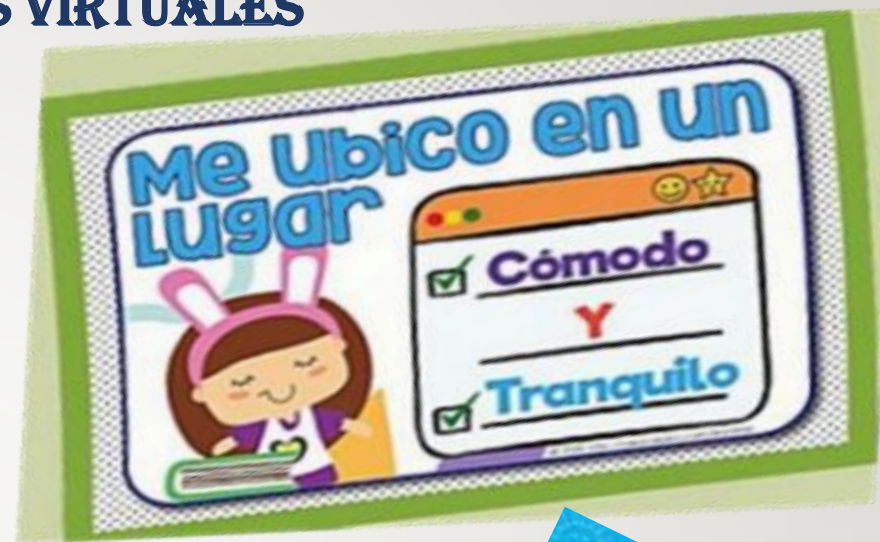 S VIRTUALES
Me ubico en un
Lugar
Cómodo
Y
Tranquilo